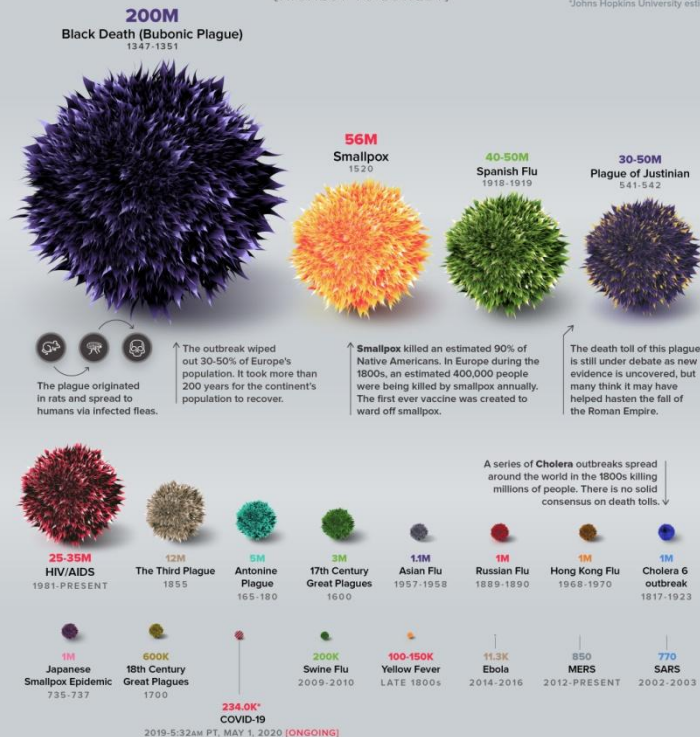 *Johns Hopkins University esti
200M
Black Death (Bubonic Plague)
1347-1351
56M
Smallpox
1520
40-50M
Spanish Flu
1918-1919
30-50M
Plague of Justinian
541-542
The plague originated
in rats and spread to
humans via infected fleas.
The outbreak wiped
out 30-50% of Europe's
population. It took more than
200 years for the continent's
population to recover.
Smallpox killed an estimated 90% of
Native Americans. In Europe during the
1800s, an estimated 400,000 people
were being killed by smallpox annually.
The first ever vaccine was created to
ward off smallpox.
The death toll of this plague
is still under debate as new
evidence is uncovered, but
many think it may have
helped hasten the fall of
the Roman Empire.
A series of Cholera outbreaks spread
around the world in the 1800s killing
millions of people. There is no solid
consensus on death tolls.
25-35M
HIV/AIDS
1981-PRESENT
12M
The Third Plague
1855
5M
Antonine
Plague
165-180
3M
17th Century
Great Plagues
1600
1.1M
Asian Flu
1957-1958
1M
Russian Flu
1889-1890
1M
Hong Kong Flu
1968-1970
1M
Cholera 6
outbreak
1817-1923
1M
Japanese
Smallpox Epidemic
735-737
600K
18th Century
Great Plagues
1700
234.0K*
COVID-19
2019-5:32AM PT, MAY 1, 2020 [ONGOING]
200K
Swine Flu
2009-2010
100-150K
Yellow Fever
LATE 1800s
11.3K
Ebola
2014-2016
850
MERS
2012-PRESENT
770
SARS
2002-2003